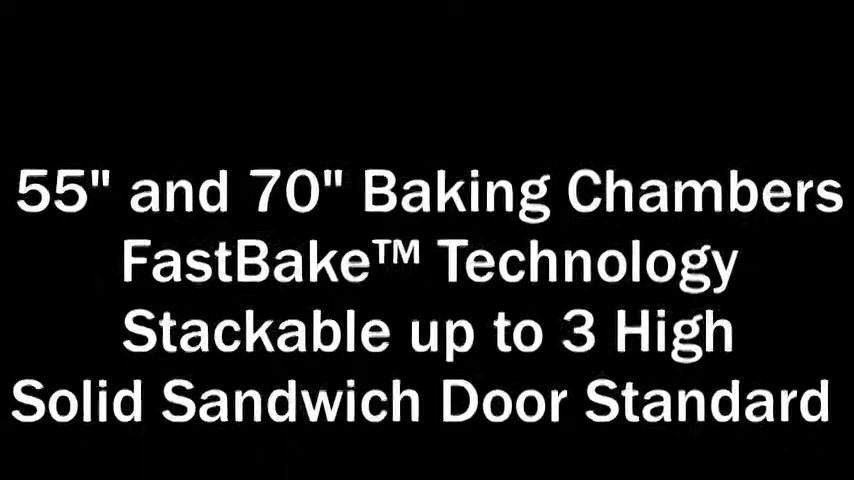 55" and 70" Baking Chambers
FastBake™ Technology
Stackable up to 3 High
Solid Sandwich Door Standard